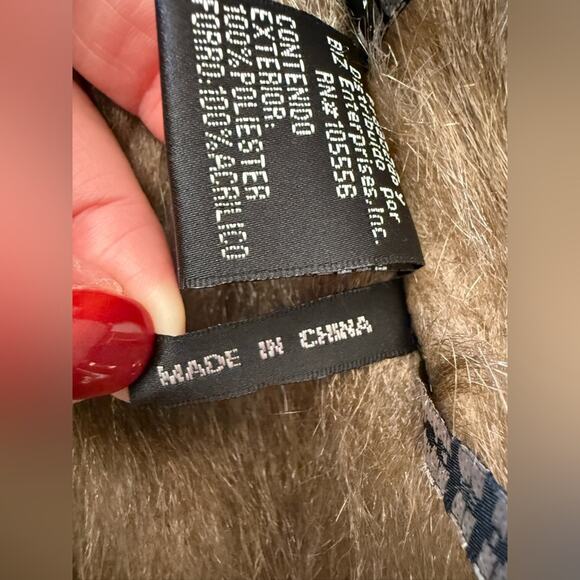 por
Distribuido
BIZ Enterprises,Inc.
RN#105556
CONTENIDO
EXTERIOR:
100% POLIESTER
FORRO:100%ACRILICO
MADE IN CHINA